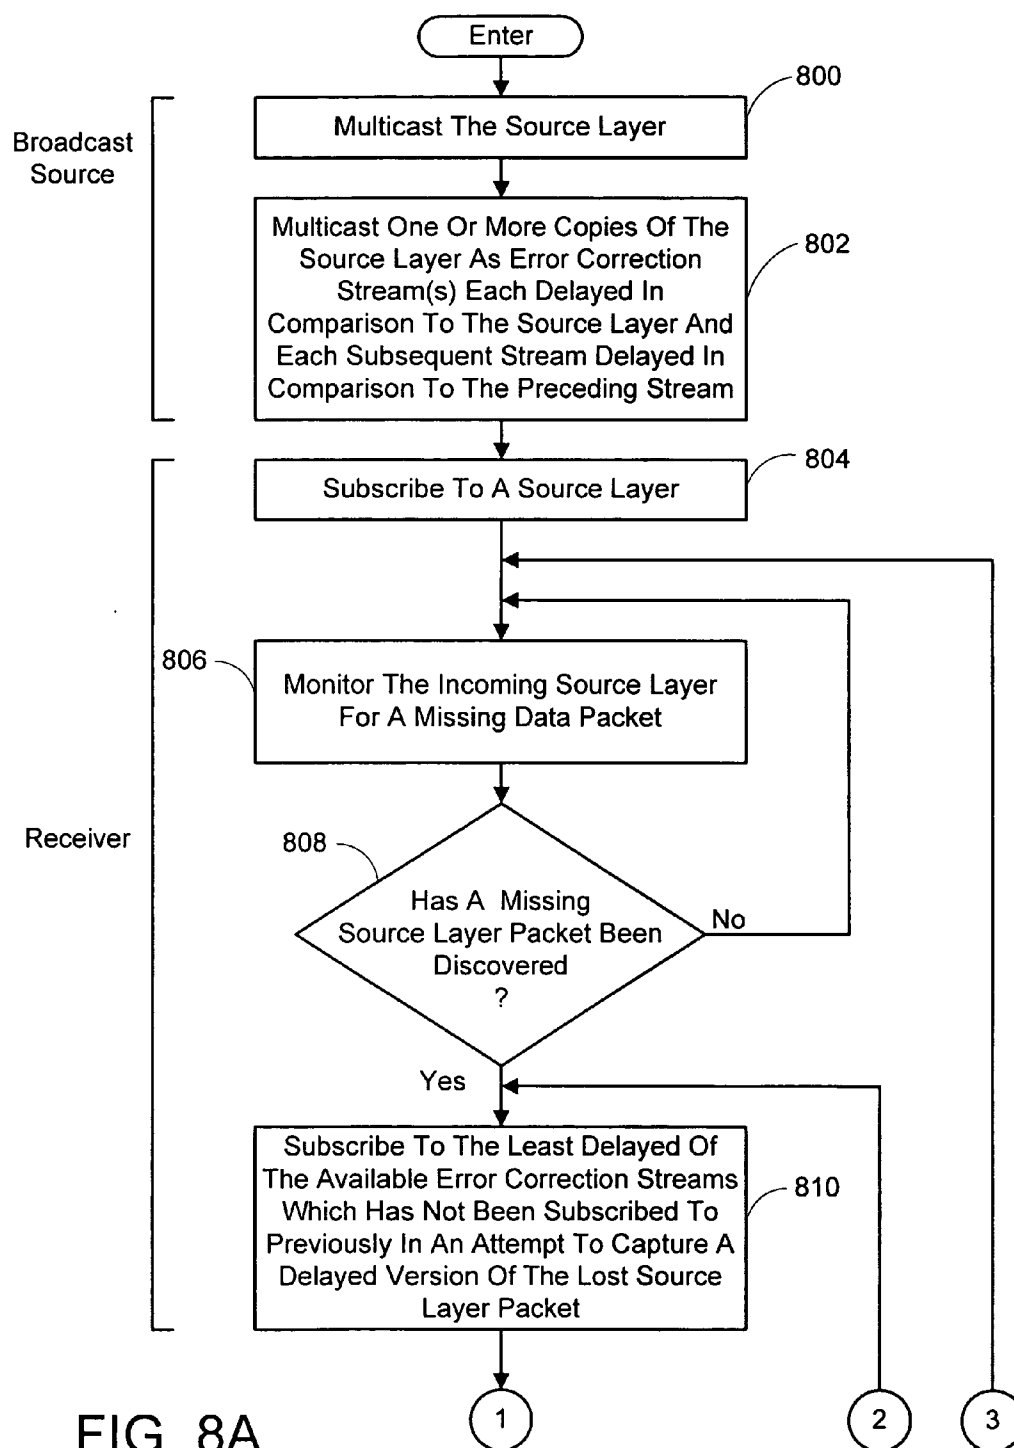 Enter
800
Multicast The Source Layer
Broadcast
Source
Multicast One Or More Copies Of The
Source Layer As Error Correction
Stream(s) Each Delayed In
Comparison To The Source Layer And
Each Subsequent Stream Delayed In
Comparison To The Preceding Stream
802
804
Subscribe To A Source Layer
806
Monitor The Incoming Source Layer
For A Missing Data Packet
Receiver
808
Has A Missing
Source Layer Packet Been
Discovered
?
No
Yes
Subscribe To The Least Delayed Of
The Available Error Correction Streams
Which Has Not Been Subscribed To
Previously In An Attempt To Capture A
Delayed Version Of The Lost Source
Layer Packet
810
1
2
3
FIG. 8A